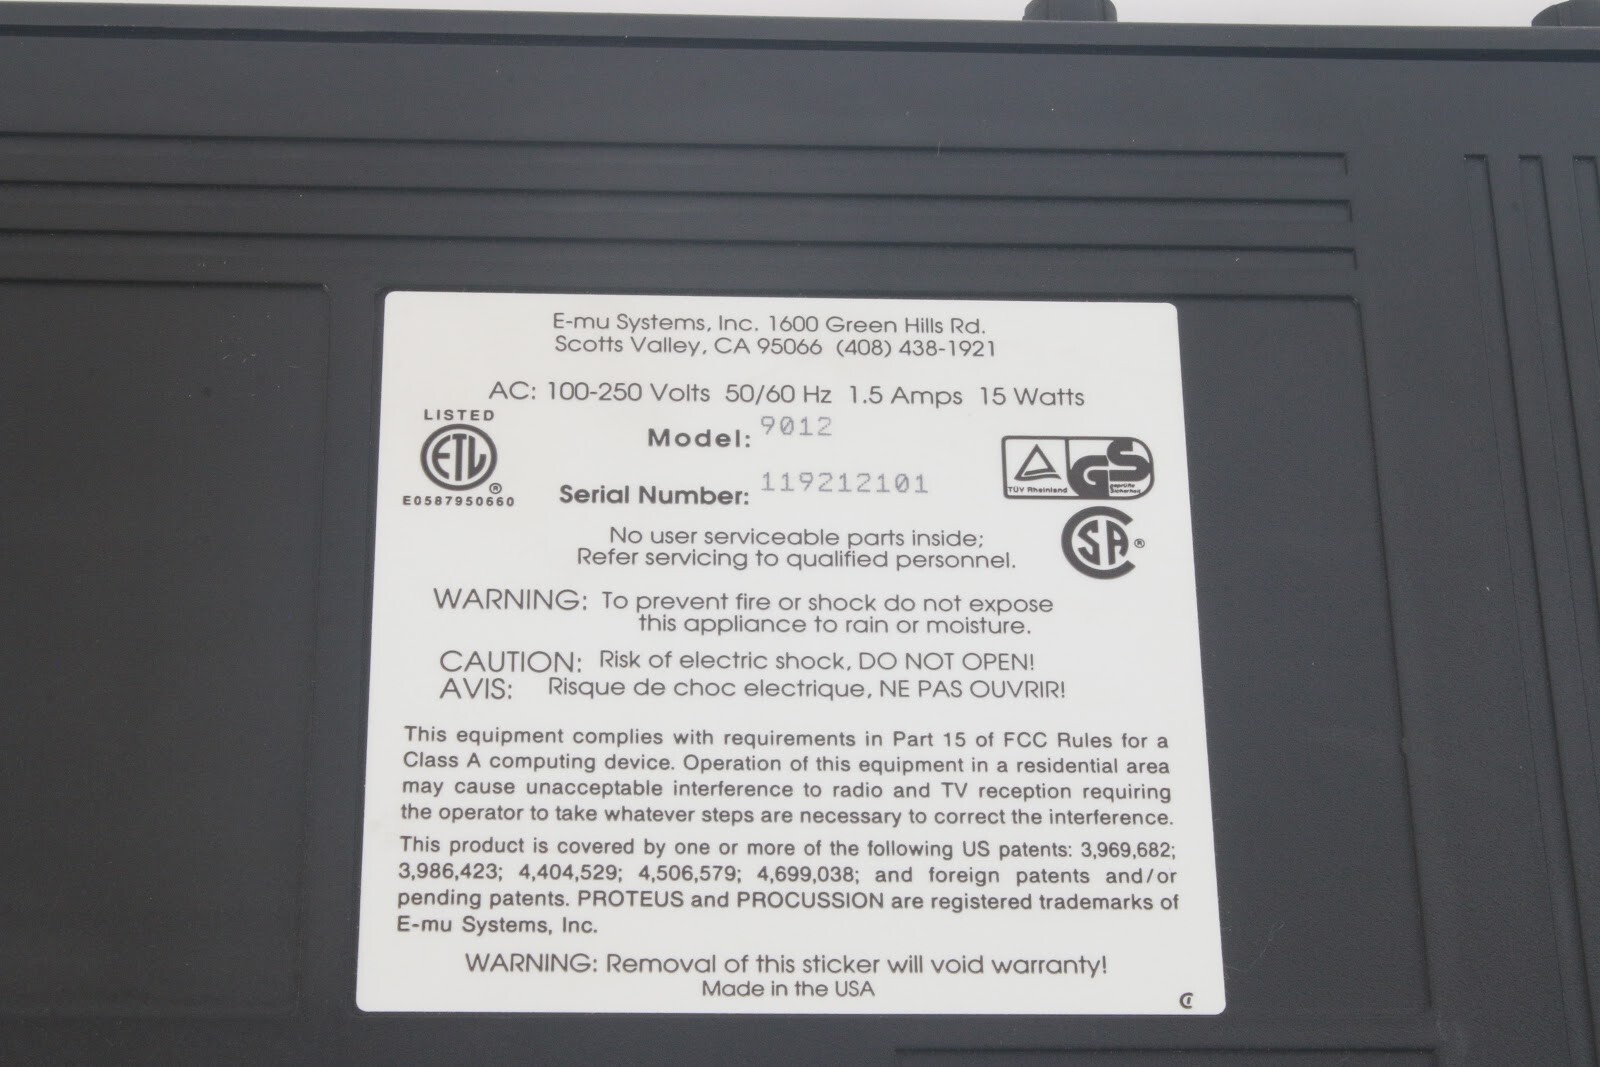 E-mu Systems, Inc. 1600 Green Hills Rd.
Scotts Valley, CA 95066 (408) 438-1921
AC: 100-250 Volts 50/60 Hz 1.5 Amps 15 Watts
LISTED
ETL ®
E0587950660
Model: 9012
Serial Number: 119212101
TÜV Rheinland
GS
geprüfte
Sicherheit
SA ®
No user serviceable parts inside;
Refer servicing to qualified personnel.
WARNING: To prevent fire or shock do not expose
this appliance to rain or moisture.
CAUTION: Risk of electric shock, DO NOT OPEN!
AVIS: Risque de choc electrique, NE PAS OUVRIR!
This equipment complies with requirements in Part 15 of FCC Rules for a
Class A computing device. Operation of this equipment in a residential area
may cause unacceptable interference to radio and TV reception requiring
the operator to take whatever steps are necessary to correct the interference.
This product is covered by one or more of the following US patents: 3,969,682;
3,986,423; 4,404,529; 4,506,579; 4,699,038; and foreign patents and/or
pending patents. PROTEUS and PROCUSSION are registered trademarks of
E-mu Systems, Inc.
WARNING: Removal of this sticker will void warranty!
Made in the USA